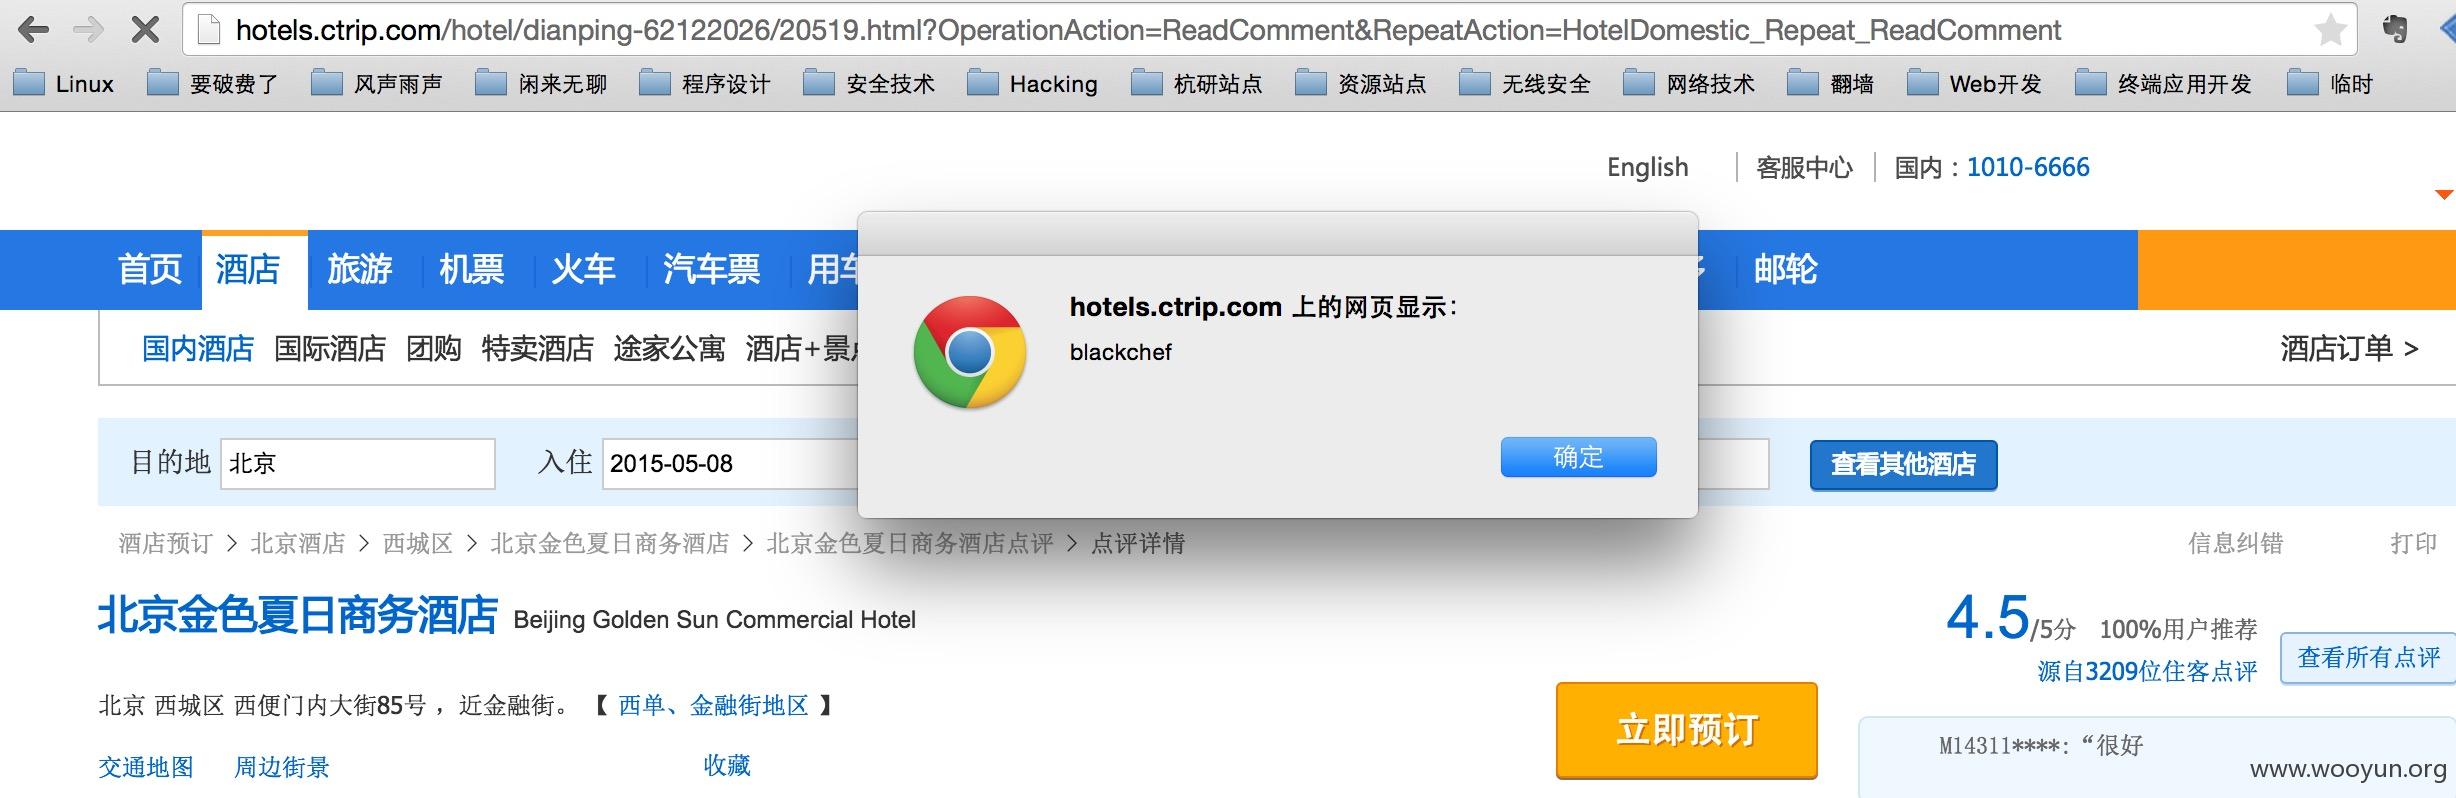 hotels.ctrip.com/hotel/dianping-62122026/20519.html?OperationAction=ReadComment&RepeatAction=HotelDomestic_Repeat_ReadComment
Linux 要破费了 风声雨声 闲来无聊 程序设计 安全技术 Hacking 杭研站点 资源站点 无线安全 网络技术 翻墙 Web开发 终端应用开发 临时
English 客服中心 国内：1010-6666
首页 酒店 旅游 机票 火车 汽车票 用车 邮轮
hotels.ctrip.com 上的网页显示：
blackchef
确定
国内酒店 国际酒店 团购 特卖酒店 途家公寓 酒店+景 酒店订单 >
目的地 北京 入住 2015-05-08 查看其他酒店
酒店预订 > 北京酒店 > 西城区 > 北京金色夏日商务酒店 > 北京金色夏日商务酒店点评 > 点评详情 信息纠错 打印
北京金色夏日商务酒店 Beijing Golden Sun Commercial Hotel
4.5/5分 100%用户推荐
源自3209位住客点评 查看所有点评
北京 西城区 西便门内大街85号 ，近金融街。 【 西单、金融街地区 】
立即预订
M14311****:“很好
交通地图 周边街景 收藏
www.wooyun.org